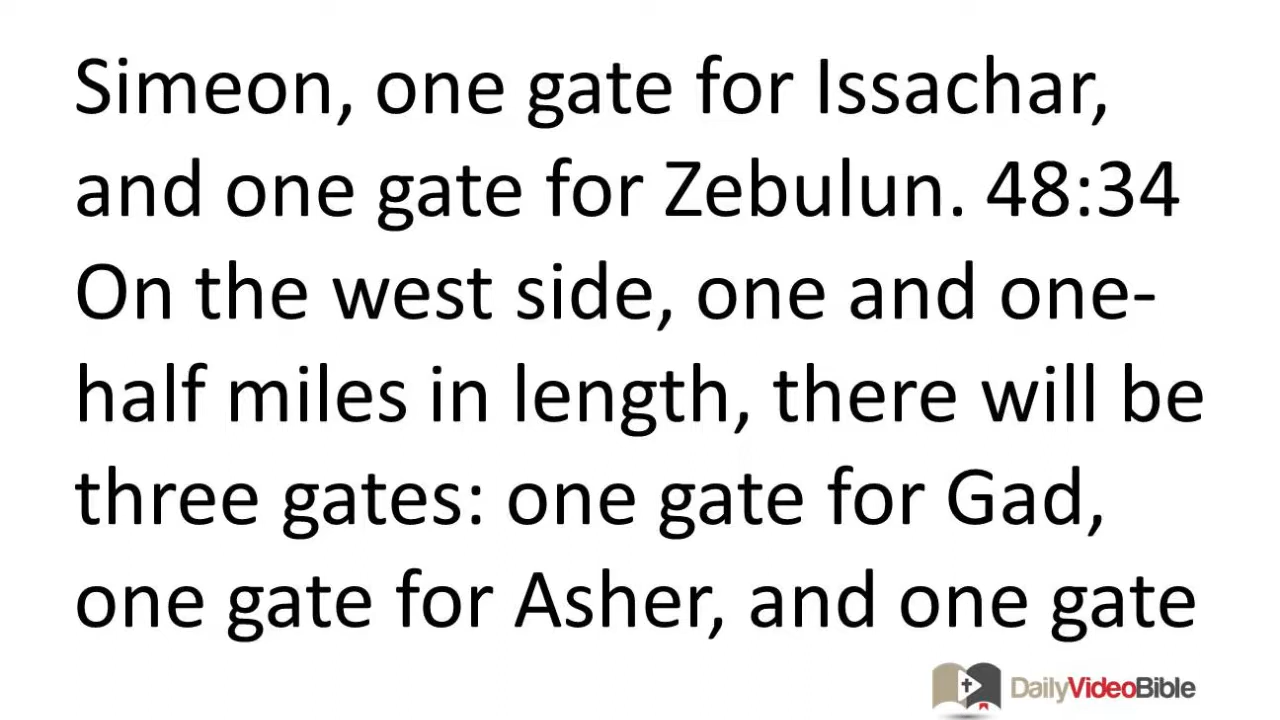 Simeon, one gate for Issachar,
and one gate for Zebulun. 48:34
On the west side, one and one-
half miles in length, there will be
three gates: one gate for Gad,
one gate for Asher, and one gate
DailyVideoBible